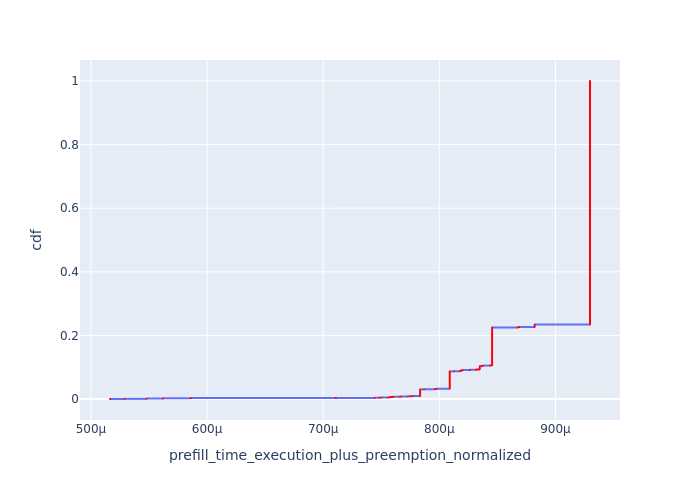 1
0.8
0.6
0.4
0.2
0
cdf
500μ 600μ 700μ 800μ 900μ
prefill_time_execution_plus_preemption_normalized